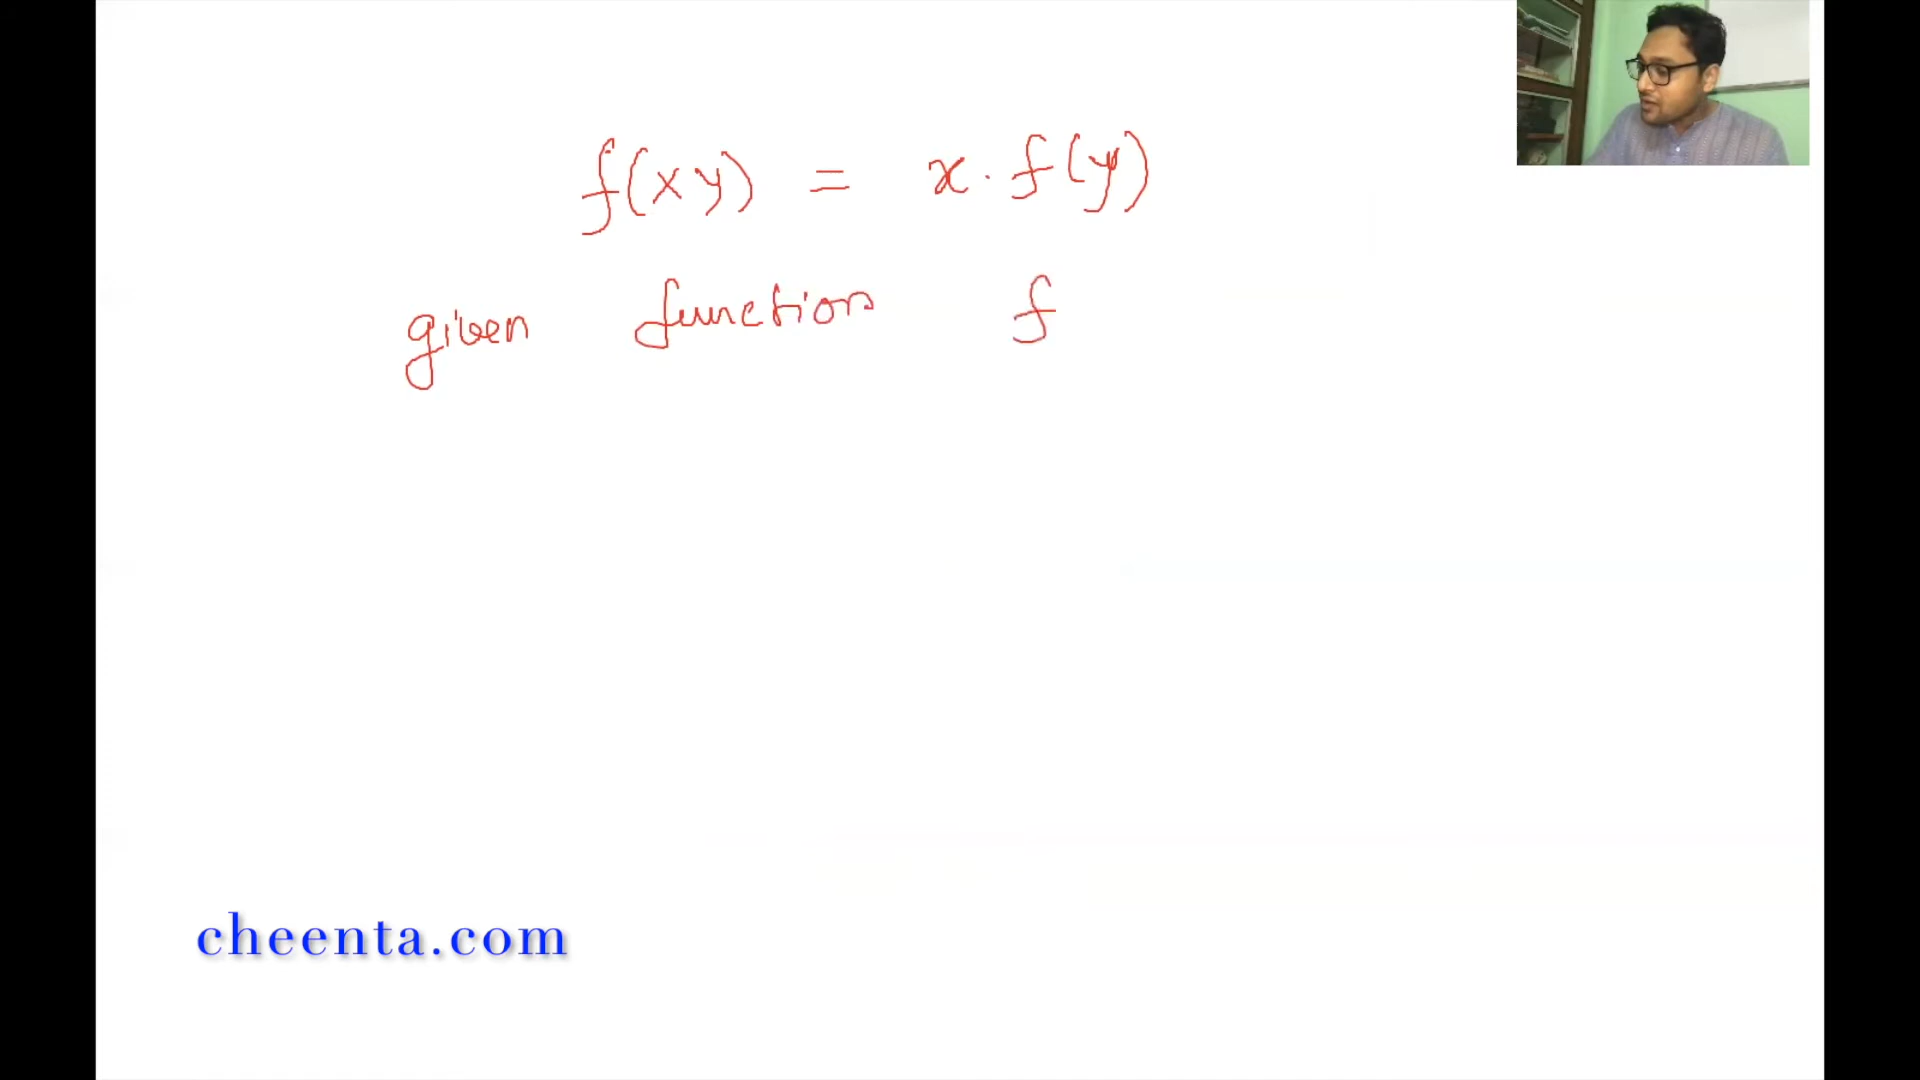 f(xy) = x. f(y)
given function f
cheenta.com